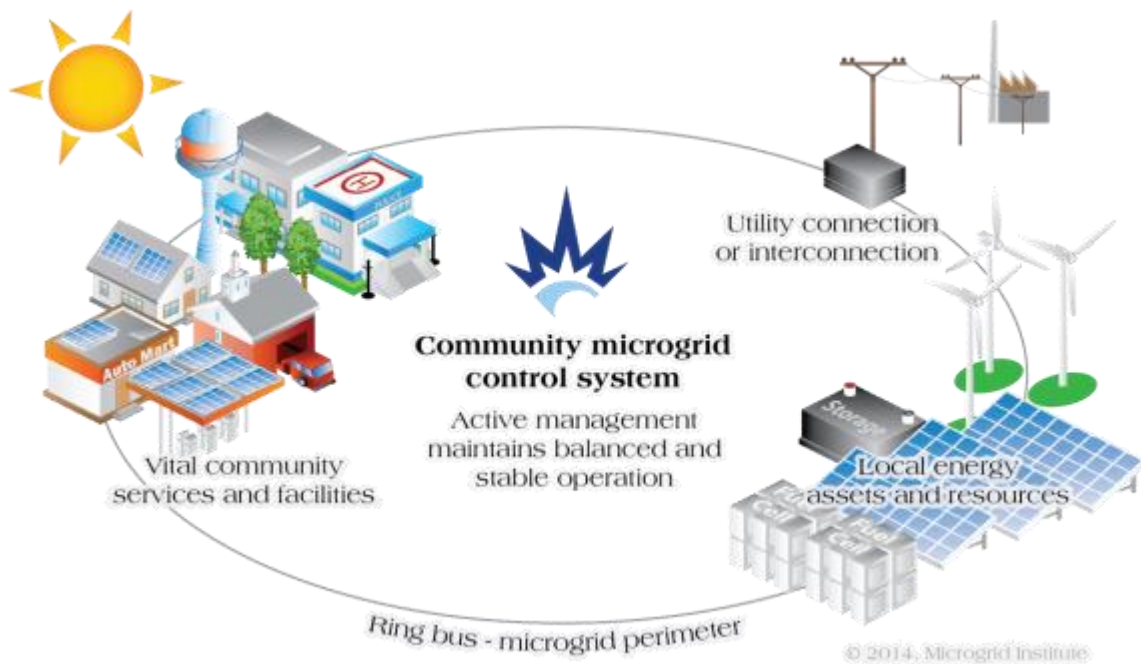 Utility connection
or interconnection
Community microgrid
control system
Active management
maintains balanced and
stable operation
Auto Mart
H
Vital community
services and facilities
Storage
Local energy
assets and resources
Fuel
Cell
Fuel
Cell
Ring bus - microgrid perimeter
© 2014, Microgrid Institute